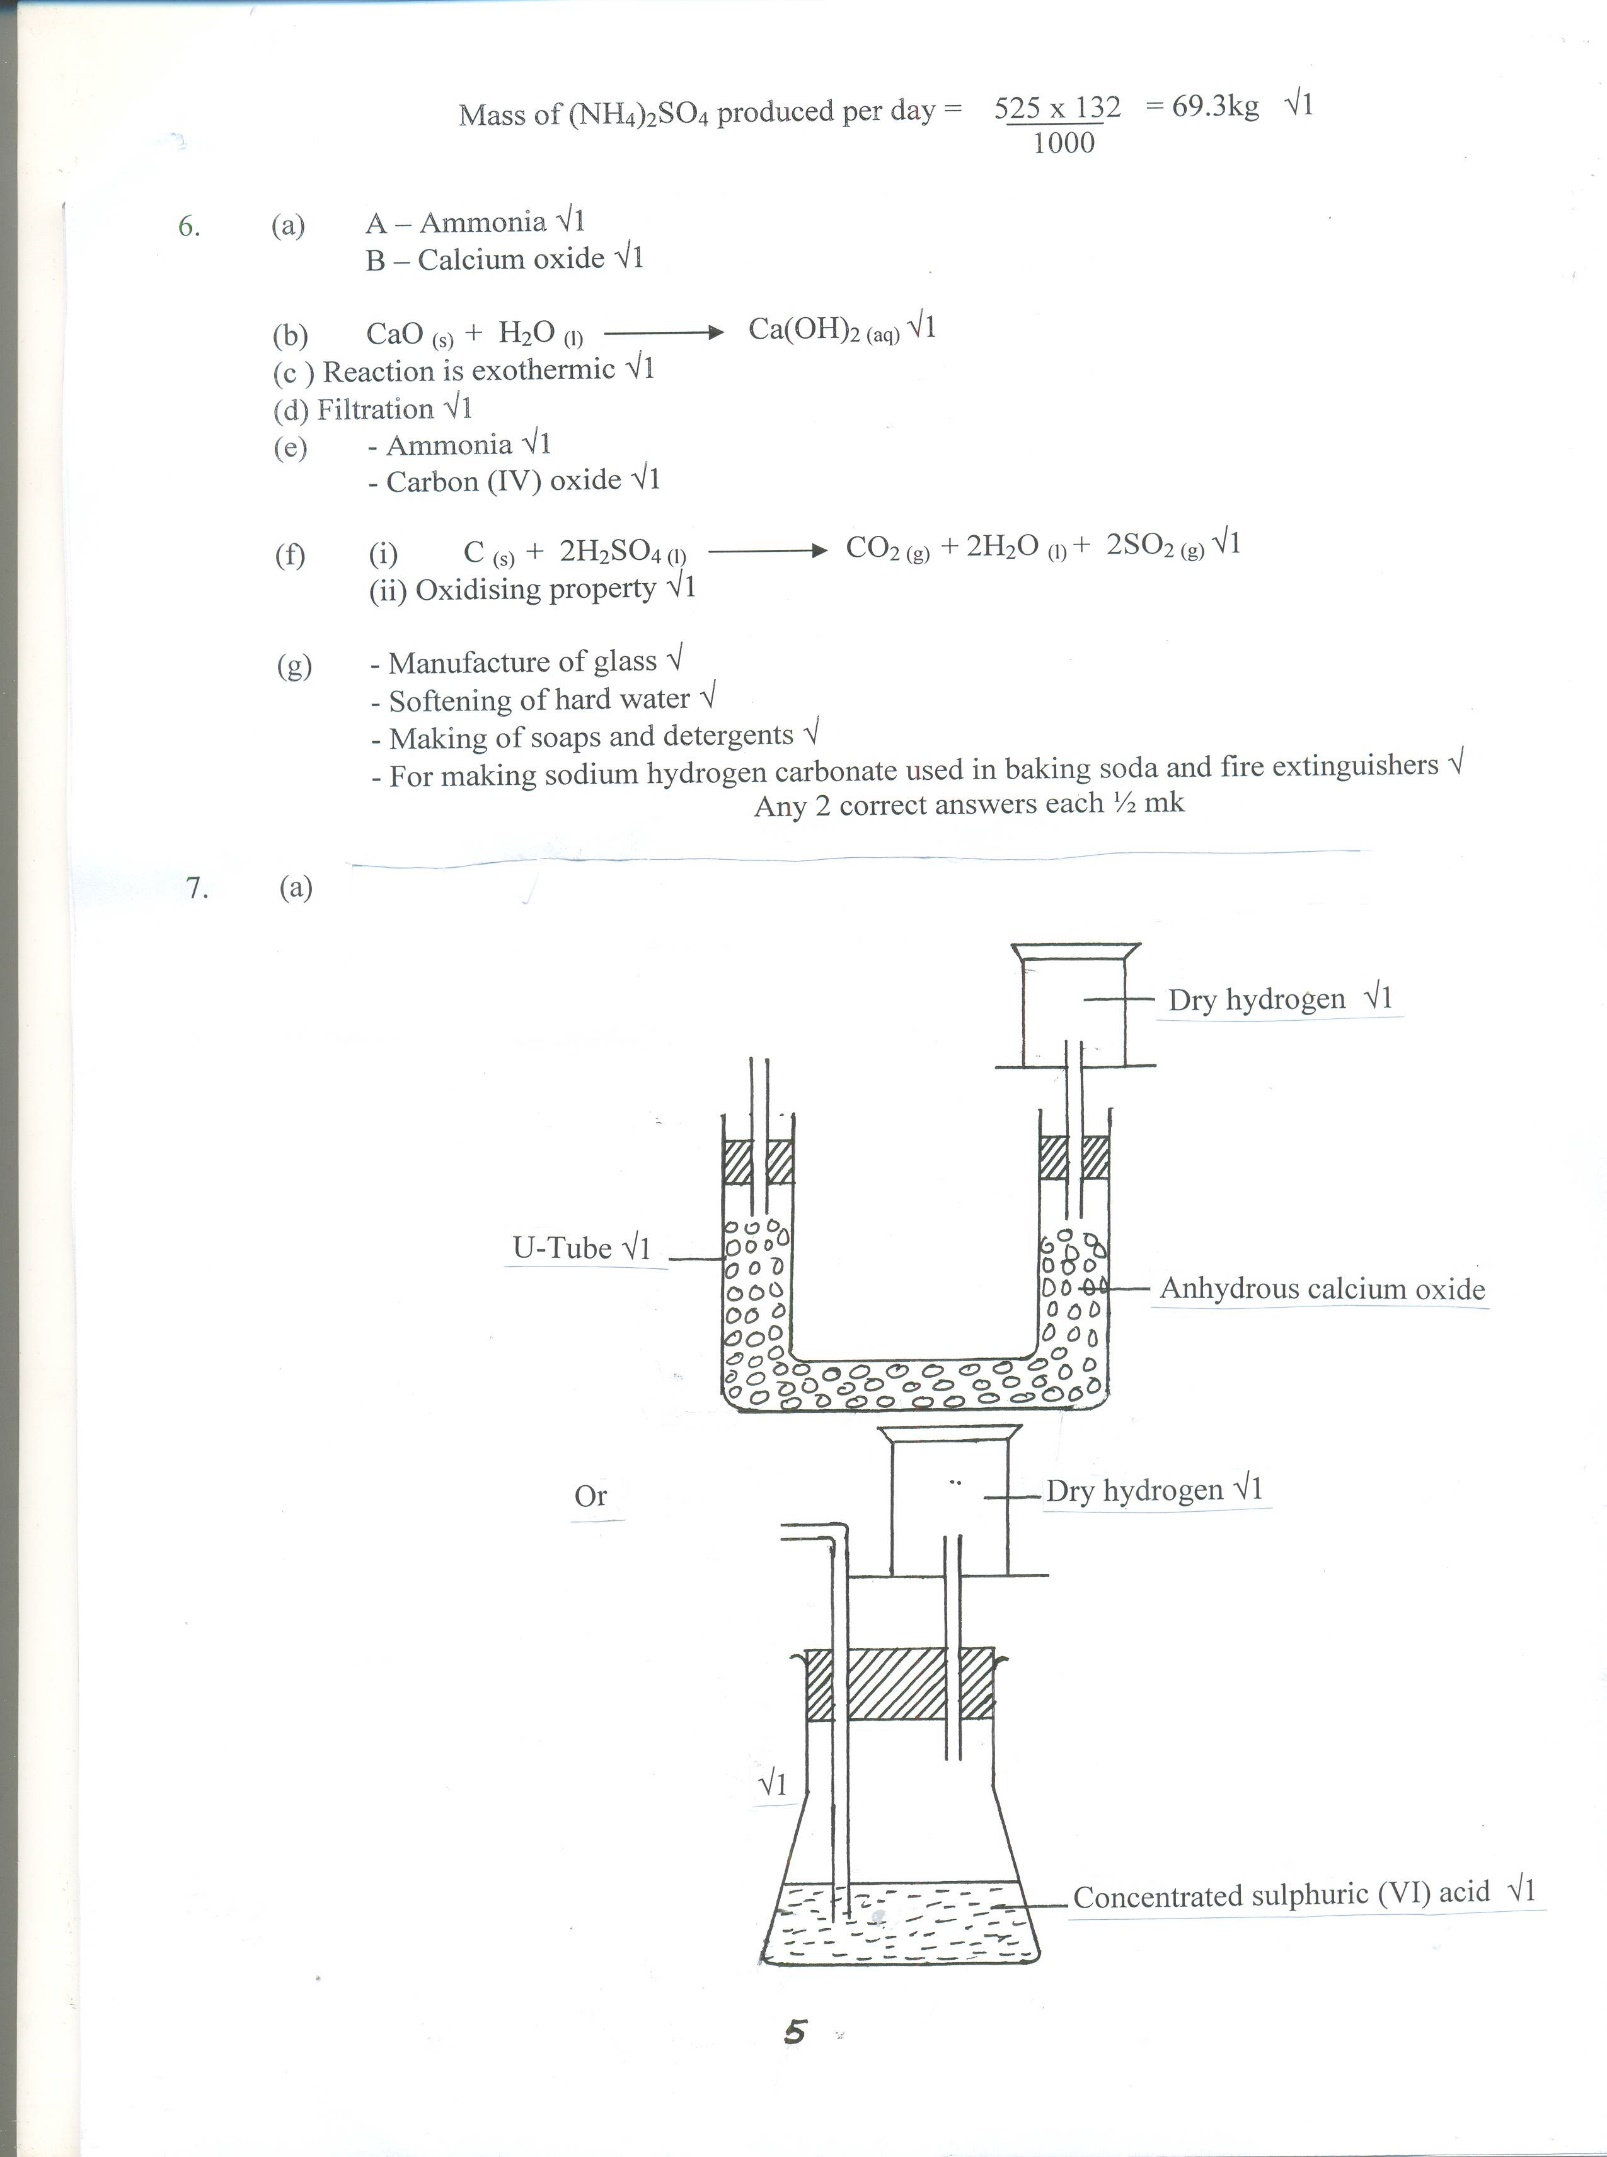 Mass of (NH₄)₂SO₄ produced per day = 525 x 132 = 69.3kg √1
1000
6. (a) A – Ammonia √1
B – Calcium oxide √1
(b) CaO (s) + H₂O (l) ⟶ Ca(OH)₂ (aq) √1
(c ) Reaction is exothermic √1
(d) Filtration √1
(e) - Ammonia √1
- Carbon (IV) oxide √1
(f) (i) C (s) + 2H₂SO₄ (l) ⟶ CO₂ (g) + 2H₂O (l) + 2SO₂ (g) √1
(ii) Oxidising property √1
(g) - Manufacture of glass √
- Softening of hard water √
- Making of soaps and detergents √
- For making sodium hydrogen carbonate used in baking soda and fire extinguishers √
Any 2 correct answers each ½ mk
7. (a)
Dry hydrogen √1
U-Tube √1
Anhydrous calcium oxide
Or
Dry hydrogen √1
√1
Concentrated sulphuric (VI) acid √1
5